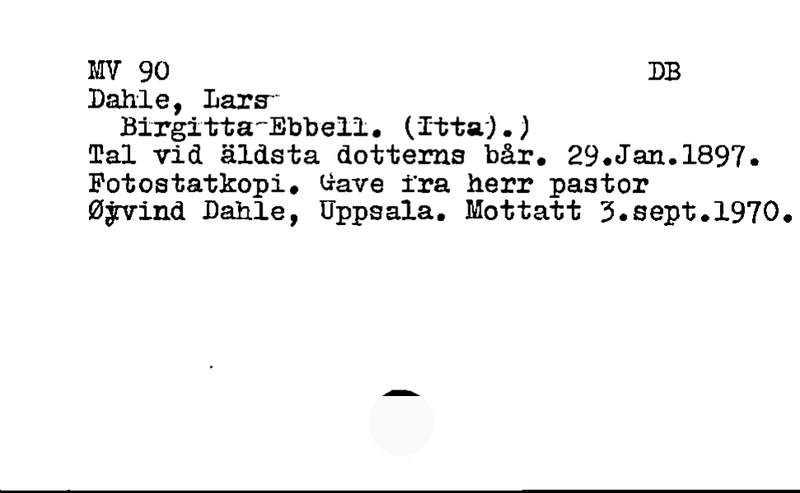 MV 90 DB
Dahle, Lars
Birgitta Ebbell. (Itta).)
Tal vid äldsta dotterns bår. 29.Jan.1897.
Fotostatkopi. Gave fra herr pastor
Øyvind Dahle, Uppsala. Mottatt 3.sept.1970.